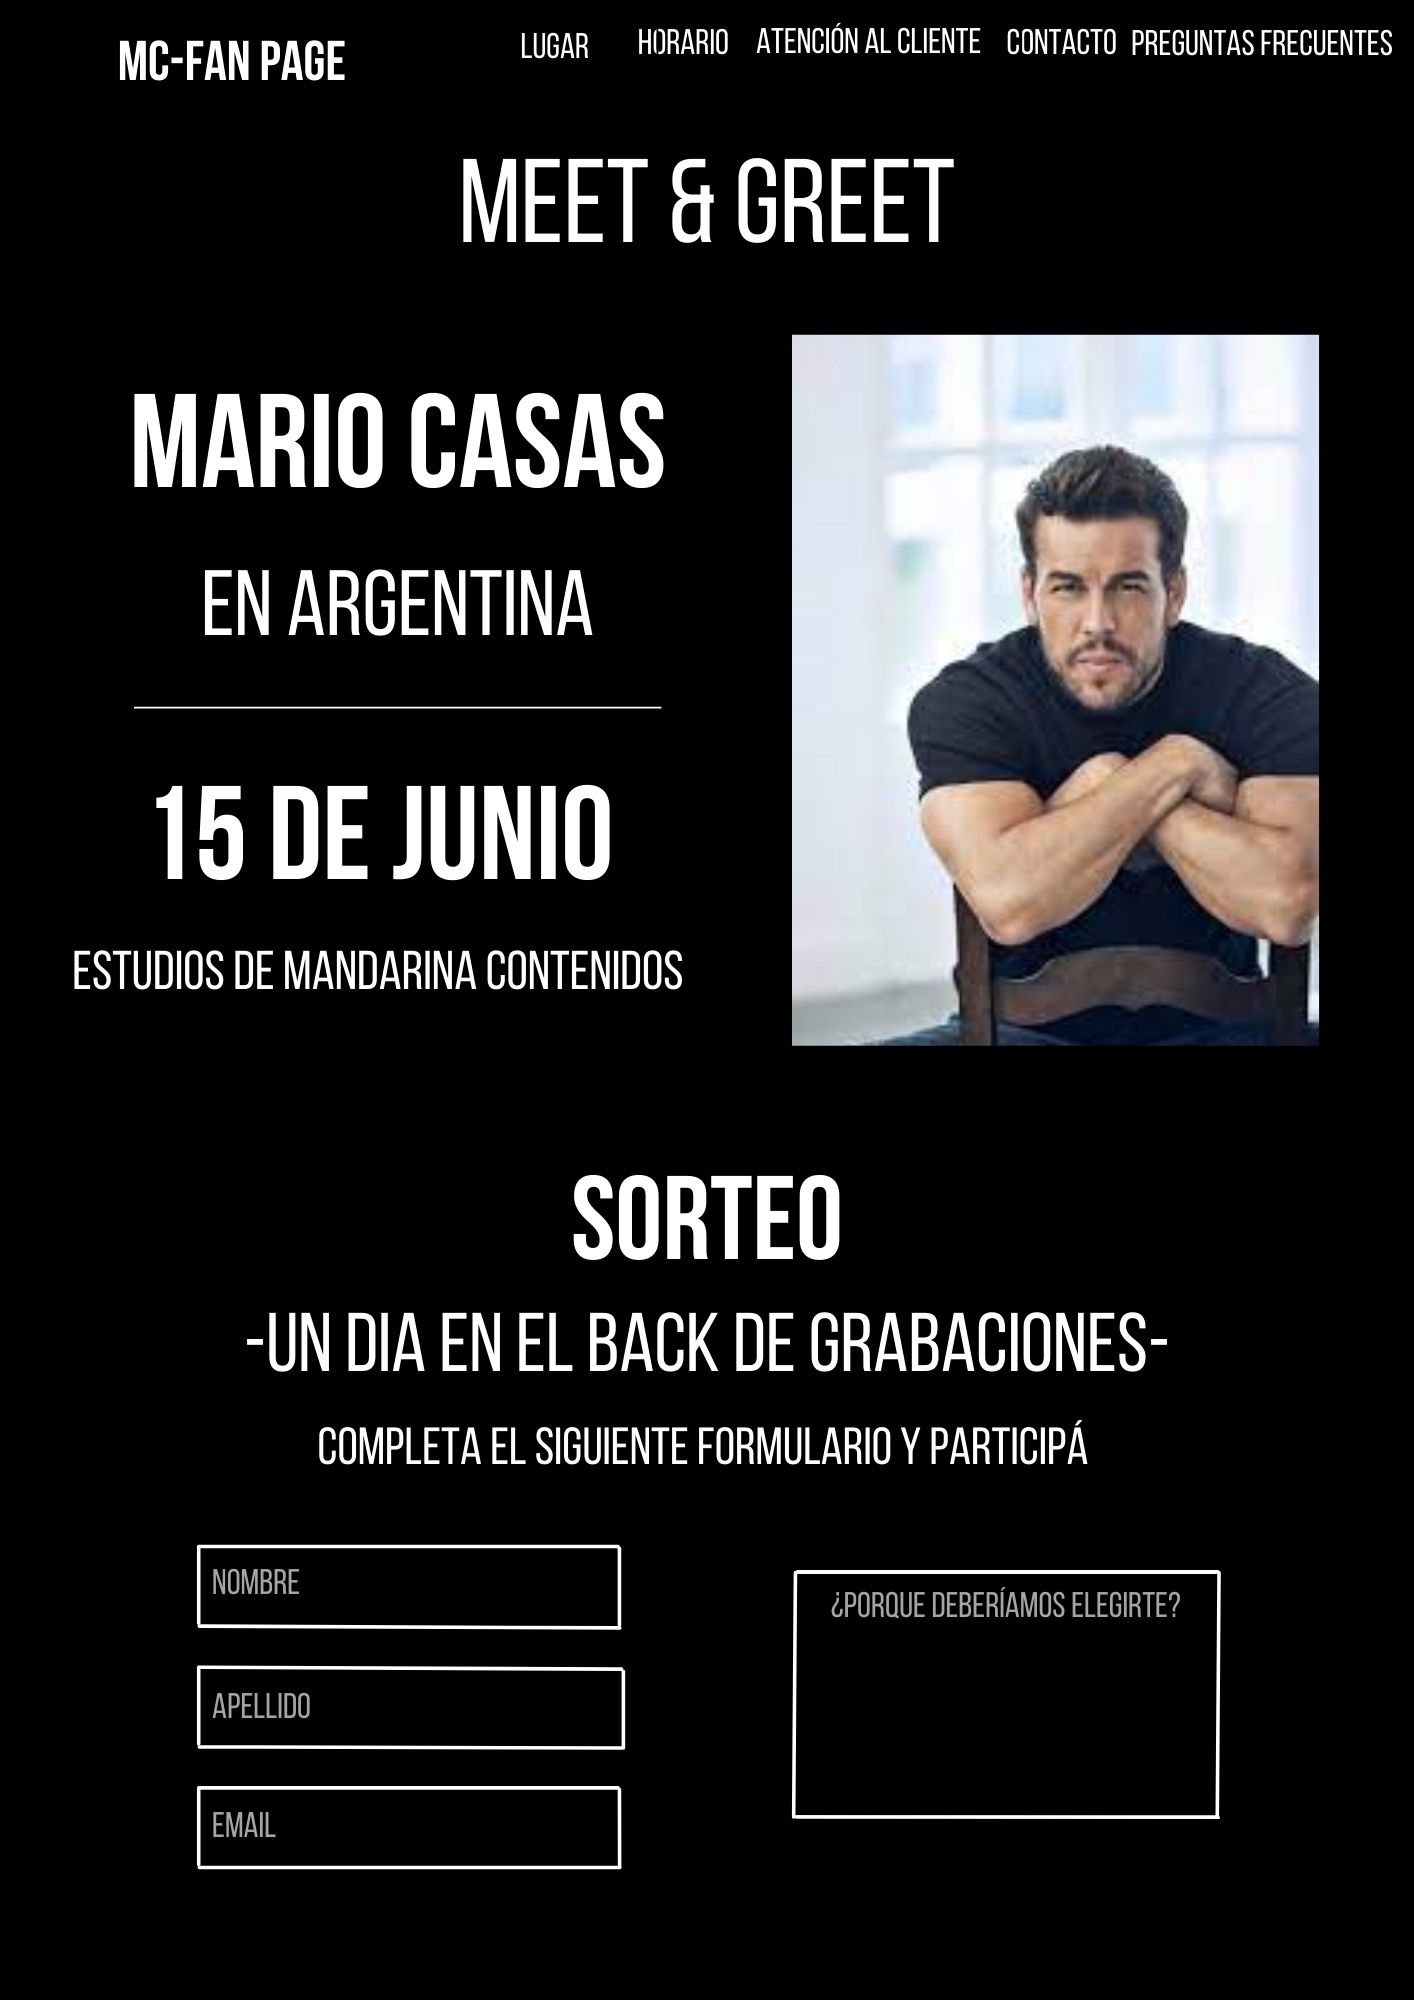 MC-FAN PAGE
LUGAR
HORARIO
ATENCIÓN AL CLIENTE
CONTACTO
PREGUNTAS FRECUENTES
MEET & GREET
MARIO CASAS
EN ARGENTINA
15 DE JUNIO
ESTUDIOS DE MANDARINA CONTENIDOS
SORTEO
-UN DIA EN EL BACK DE GRABACIONES-
COMPLETA EL SIGUIENTE FORMULARIO Y PARTICIPÁ
NOMBRE
APELLIDO
EMAIL
¿PORQUE DEBERÍAMOS ELEGIRTE?